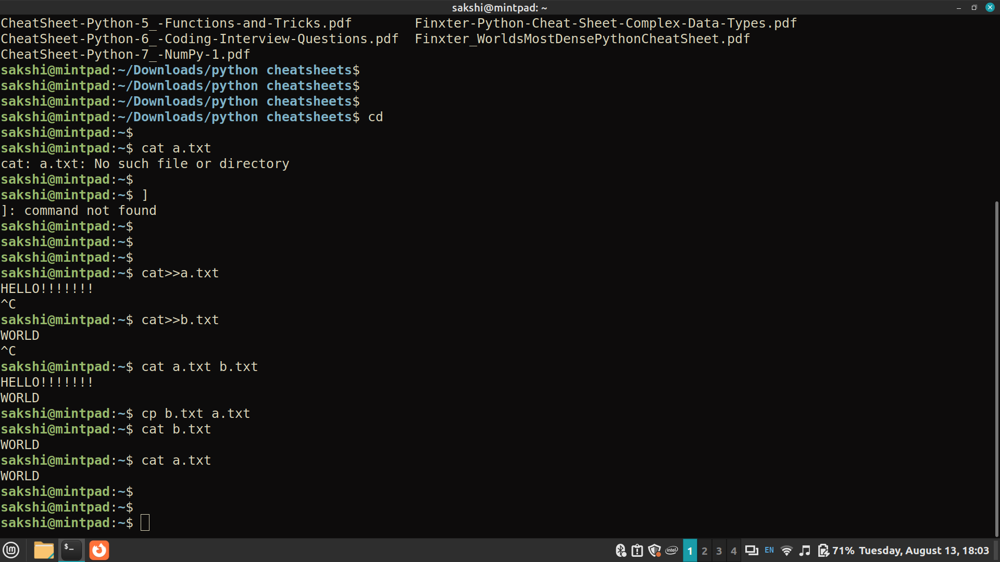 sakshi@mintpad: ~
CheatSheet-Python-5_-Functions-and-Tricks.pdf        Finxter-Python-Cheat-Sheet-Complex-Data-Types.pdf
CheatSheet-Python-6_-Coding-Interview-Questions.pdf  Finxter_WorldsMostDensePythonCheatSheet.pdf
CheatSheet-Python-7_-NumPy-1.pdf
sakshi@mintpad:~/Downloads/python cheatsheets$
sakshi@mintpad:~/Downloads/python cheatsheets$
sakshi@mintpad:~/Downloads/python cheatsheets$
sakshi@mintpad:~/Downloads/python cheatsheets$ cd
sakshi@mintpad:~$
sakshi@mintpad:~$ cat a.txt
cat: a.txt: No such file or directory
sakshi@mintpad:~$
sakshi@mintpad:~$ ]
]: command not found
sakshi@mintpad:~$
sakshi@mintpad:~$
sakshi@mintpad:~$
sakshi@mintpad:~$ cat>>a.txt
HELLO!!!!!!!
^C
sakshi@mintpad:~$ cat>>b.txt
WORLD
^C
sakshi@mintpad:~$ cat a.txt b.txt
HELLO!!!!!!!
WORLD
sakshi@mintpad:~$ cp b.txt a.txt
sakshi@mintpad:~$ cat b.txt
WORLD
sakshi@mintpad:~$ cat a.txt
WORLD
sakshi@mintpad:~$
sakshi@mintpad:~$
sakshi@mintpad:~$
$_ intel 1 2 3 4 EN 71% Tuesday, August 13, 18:03